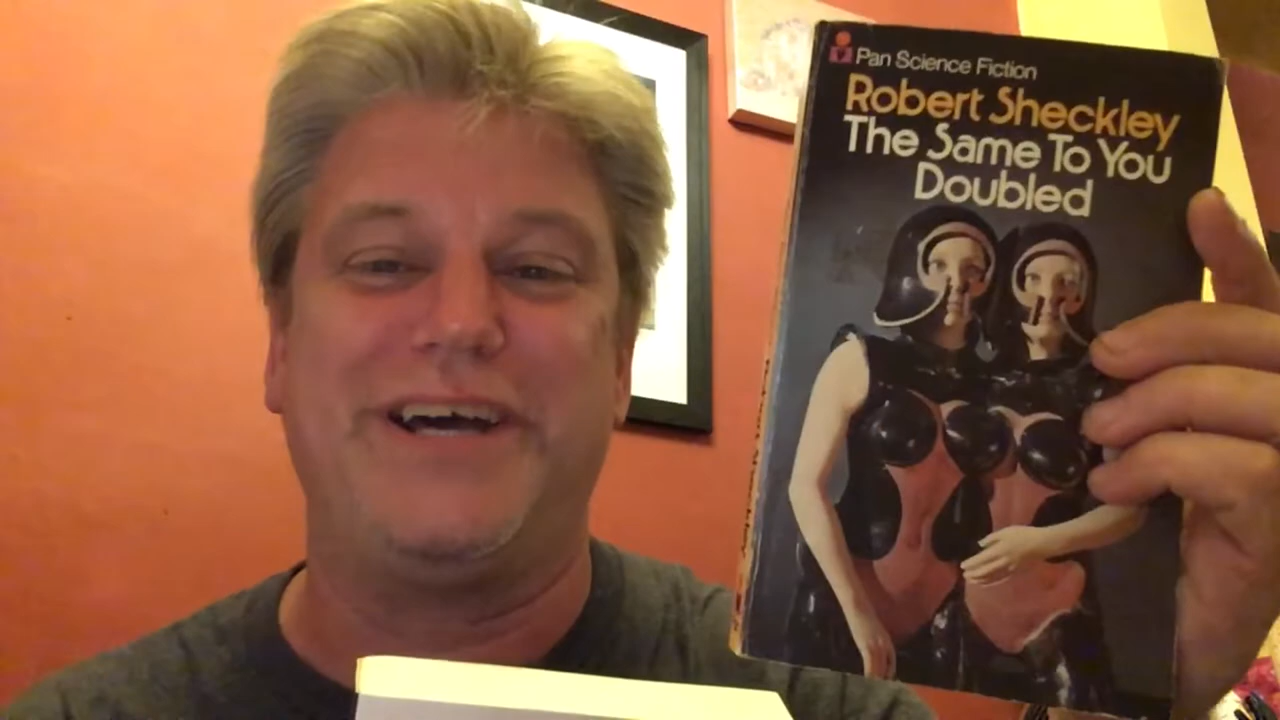 Pan Science Fiction
Robert Sheckley
The Same To You
Doubled